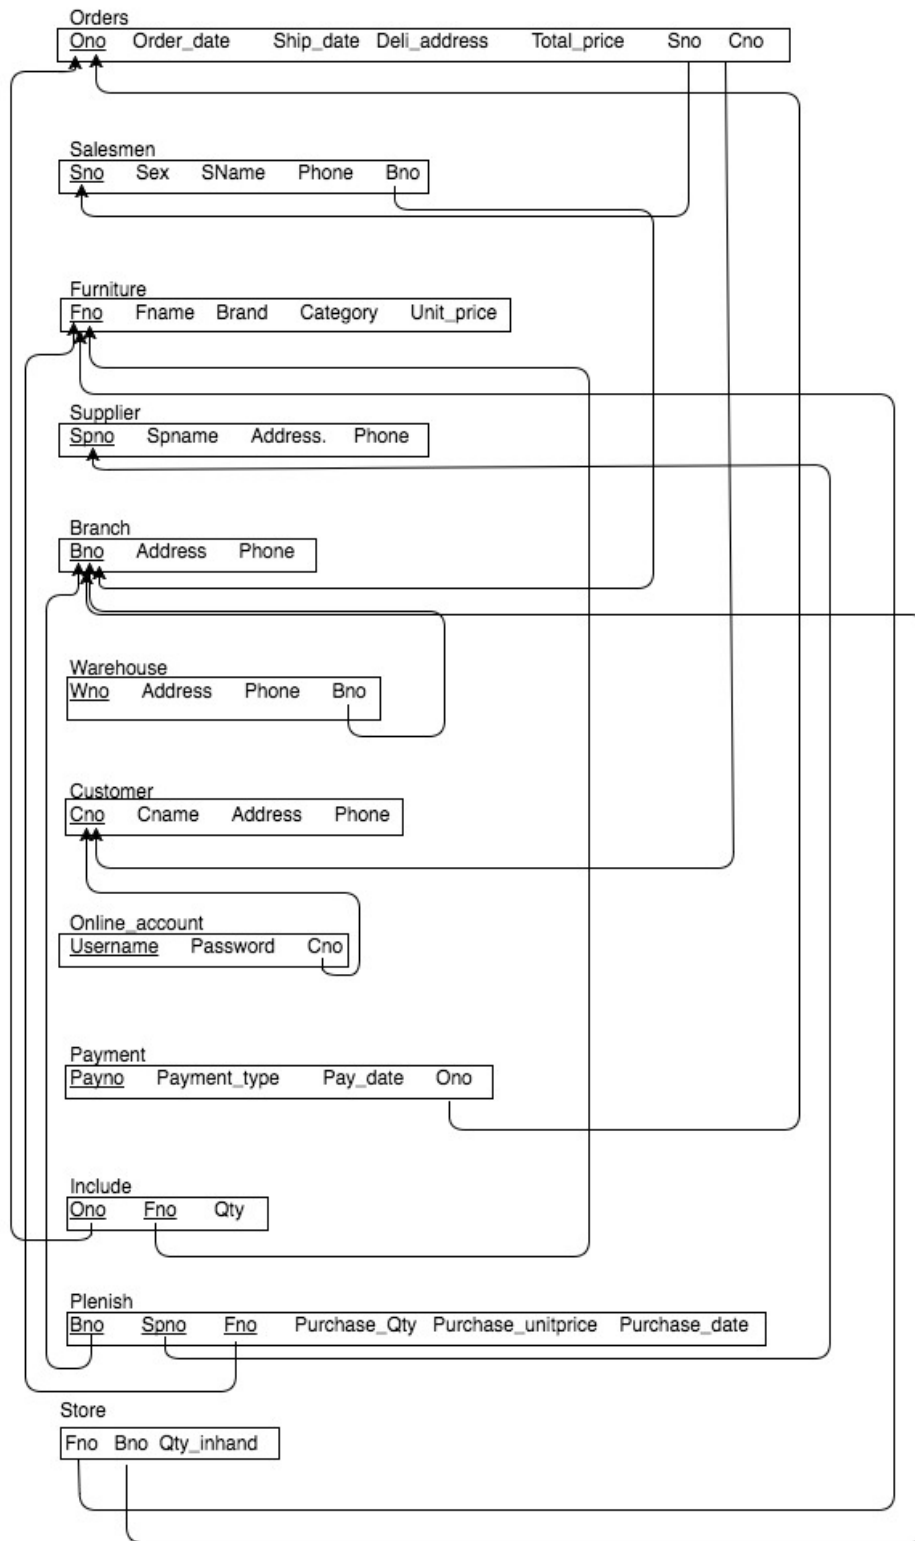 Orders
Ono Order_date Ship_date Deli_address Total_price Sno Cno
Salesmen
Sno Sex SName Phone Bno
Furniture
Fno Fname Brand Category Unit_price
Supplier
Spno Spname Address. Phone
Branch
Bno Address Phone
Warehouse
Wno Address Phone Bno
Customer
Cno Cname Address Phone
Online_account
Username Password Cno
Payment
Payno Payment_type Pay_date Ono
Include
Ono Fno Qty
Plenish
Bno Spno Fno Purchase_Qty Purchase_unitprice Purchase_date
Store
Fno Bno Qty_inhand